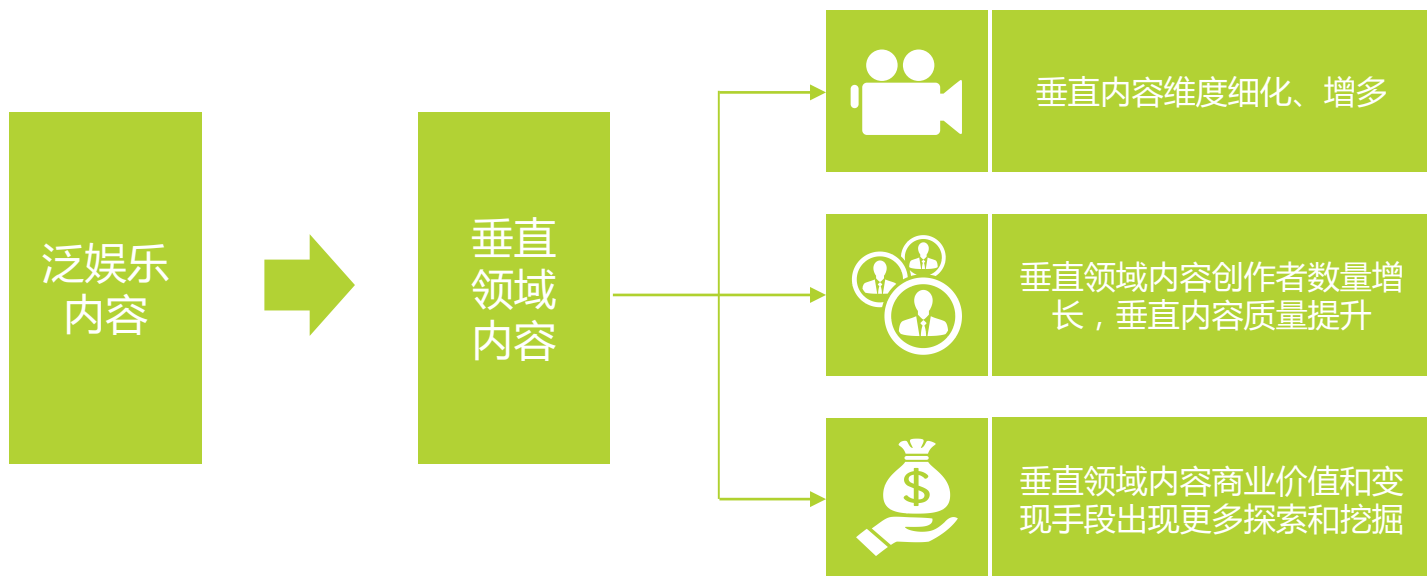 泛娱乐
内容
垂直
领域
内容
垂直内容维度细化、增多
垂直领域内容创作者数量增
长，垂直内容质量提升
$
垂直领域内容商业价值和变
现手段出现更多探索和挖掘